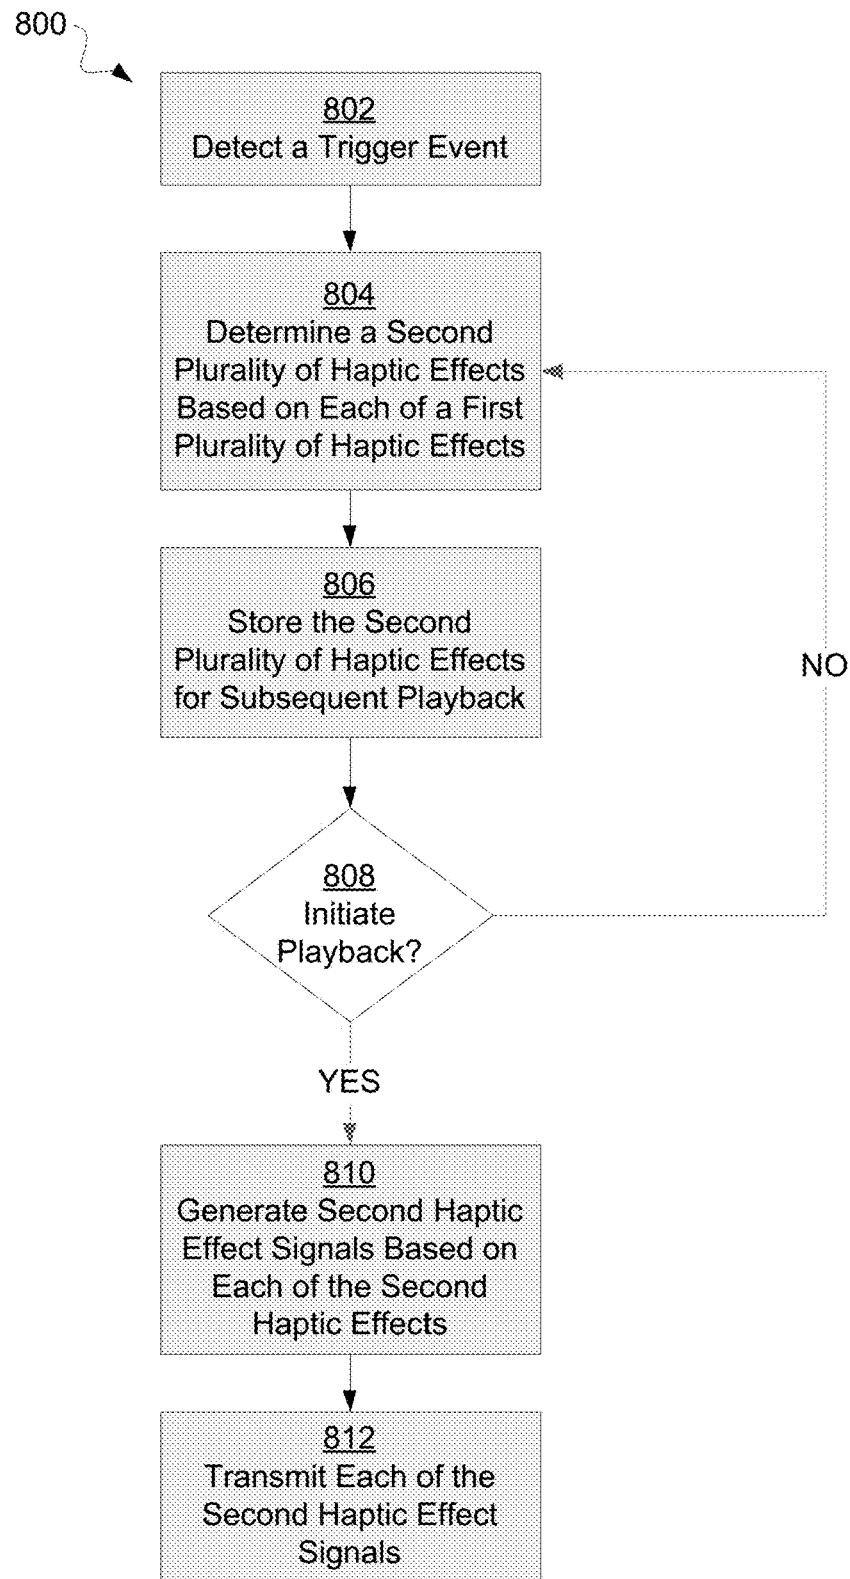 800
802
Detect a Trigger Event
804
Determine a Second
Plurality of Haptic Effects
Based on Each of a First
Plurality of Haptic Effects
806
Store the Second
Plurality of Haptic Effects
for Subsequent Playback
NO
808
Initiate
Playback?
YES
810
Generate Second Haptic
Effect Signals Based on
Each of the Second
Haptic Effects
812
Transmit Each of the
Second Haptic Effect
Signals